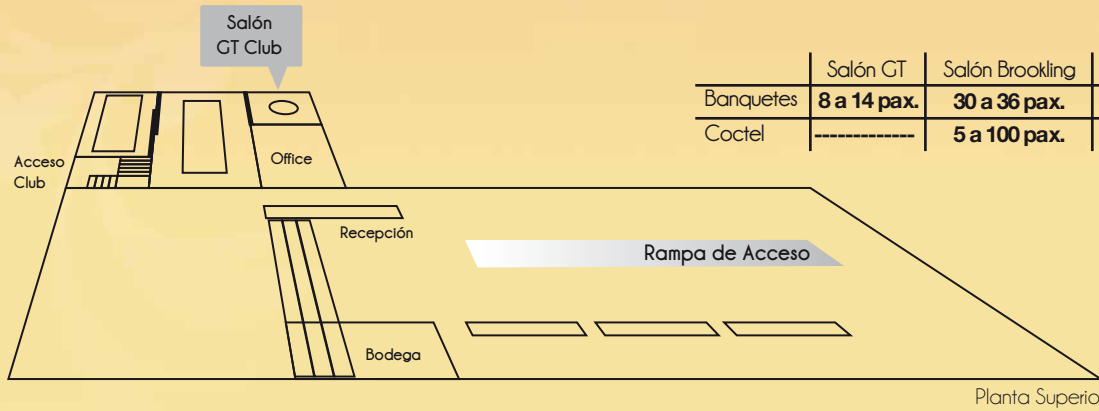 Salón
GT Club
Salón GT Salón Brookling
Banquetes 8 a 14 pax. 30 a 36 pax.
Coctel ------------- 5 a 100 pax.
Acceso
Club
Office
Recepción
Rampa de Acceso
Bodega
Planta Superio